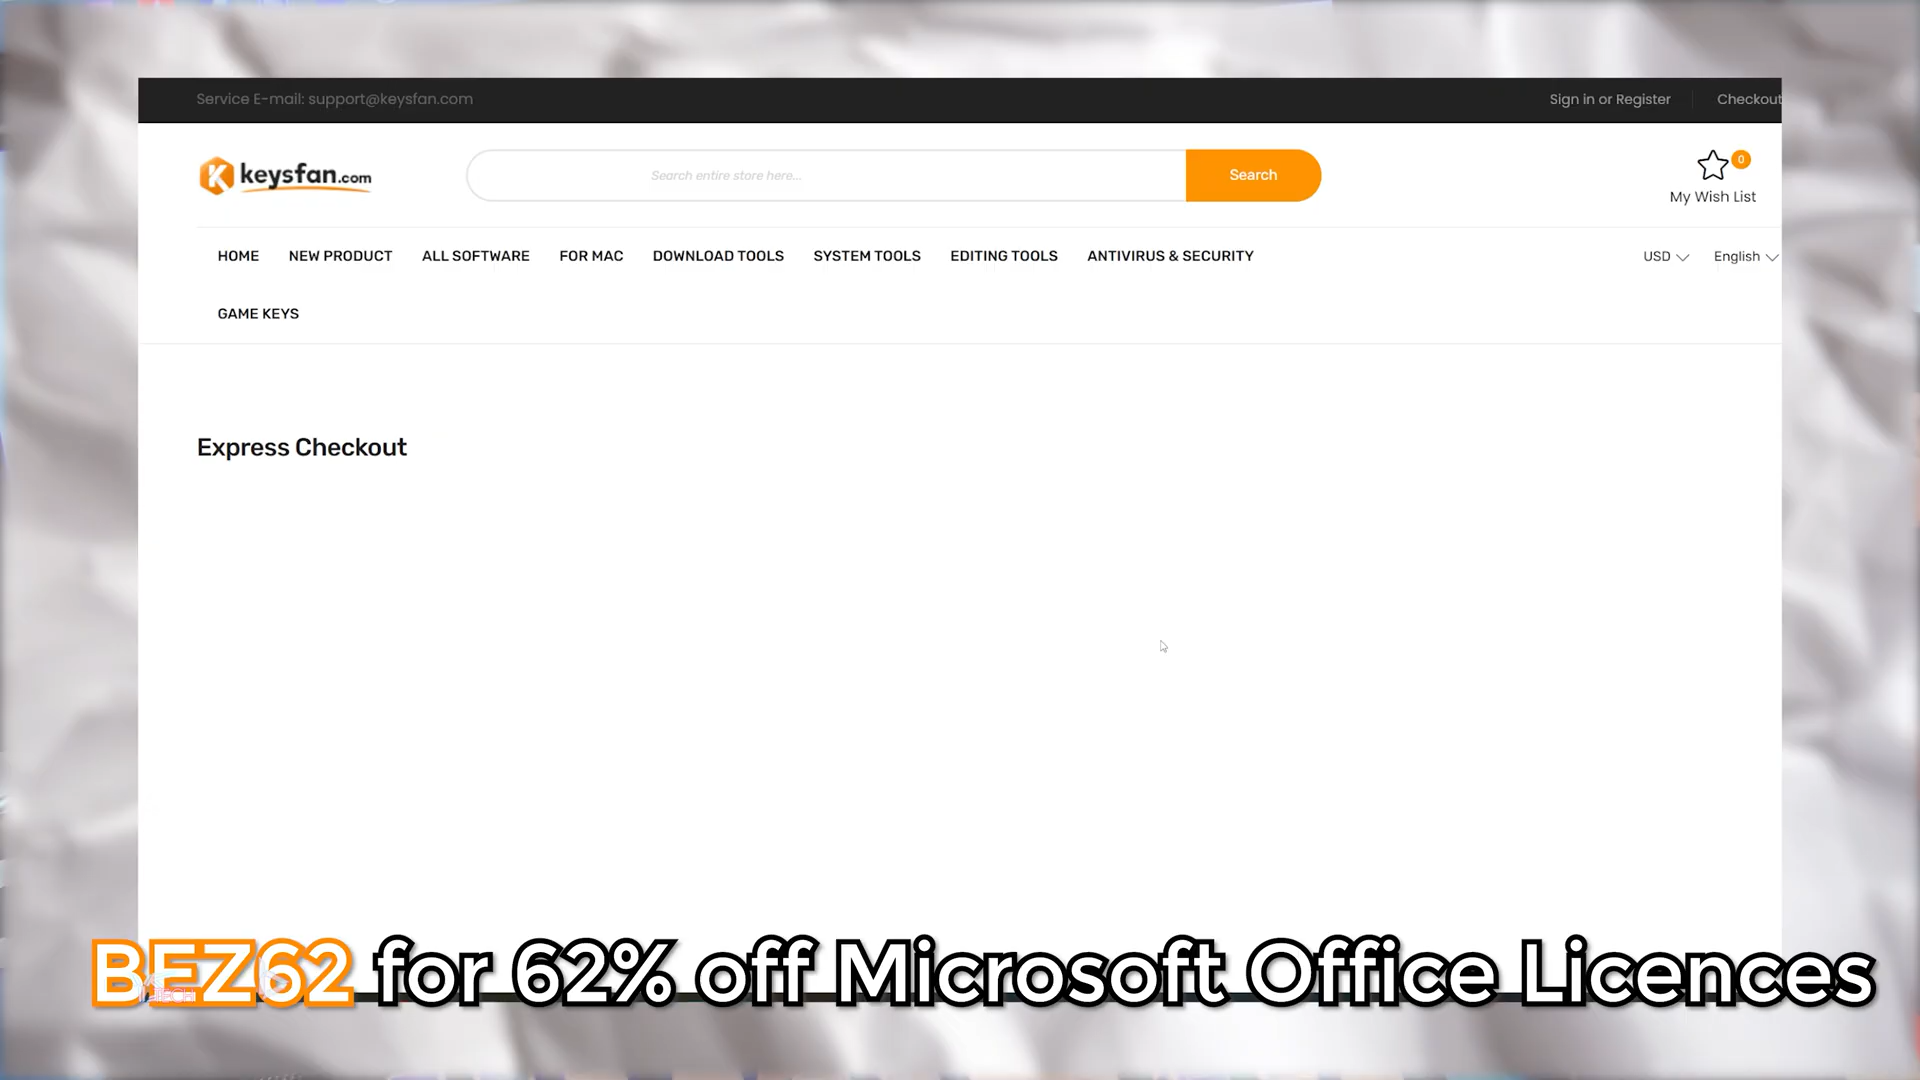 Service E-mail: support@keysfan.com
Sign in or Register
Checkout
keysfan.com
Search entire store here...
Search
0
My Wish List
HOME NEW PRODUCT ALL SOFTWARE FOR MAC DOWNLOAD TOOLS SYSTEM TOOLS EDITING TOOLS ANTIVIRUS & SECURITY
USD
English
GAME KEYS
Express Checkout
BEZ62 for 62% off Microsoft Office Licences
TECH